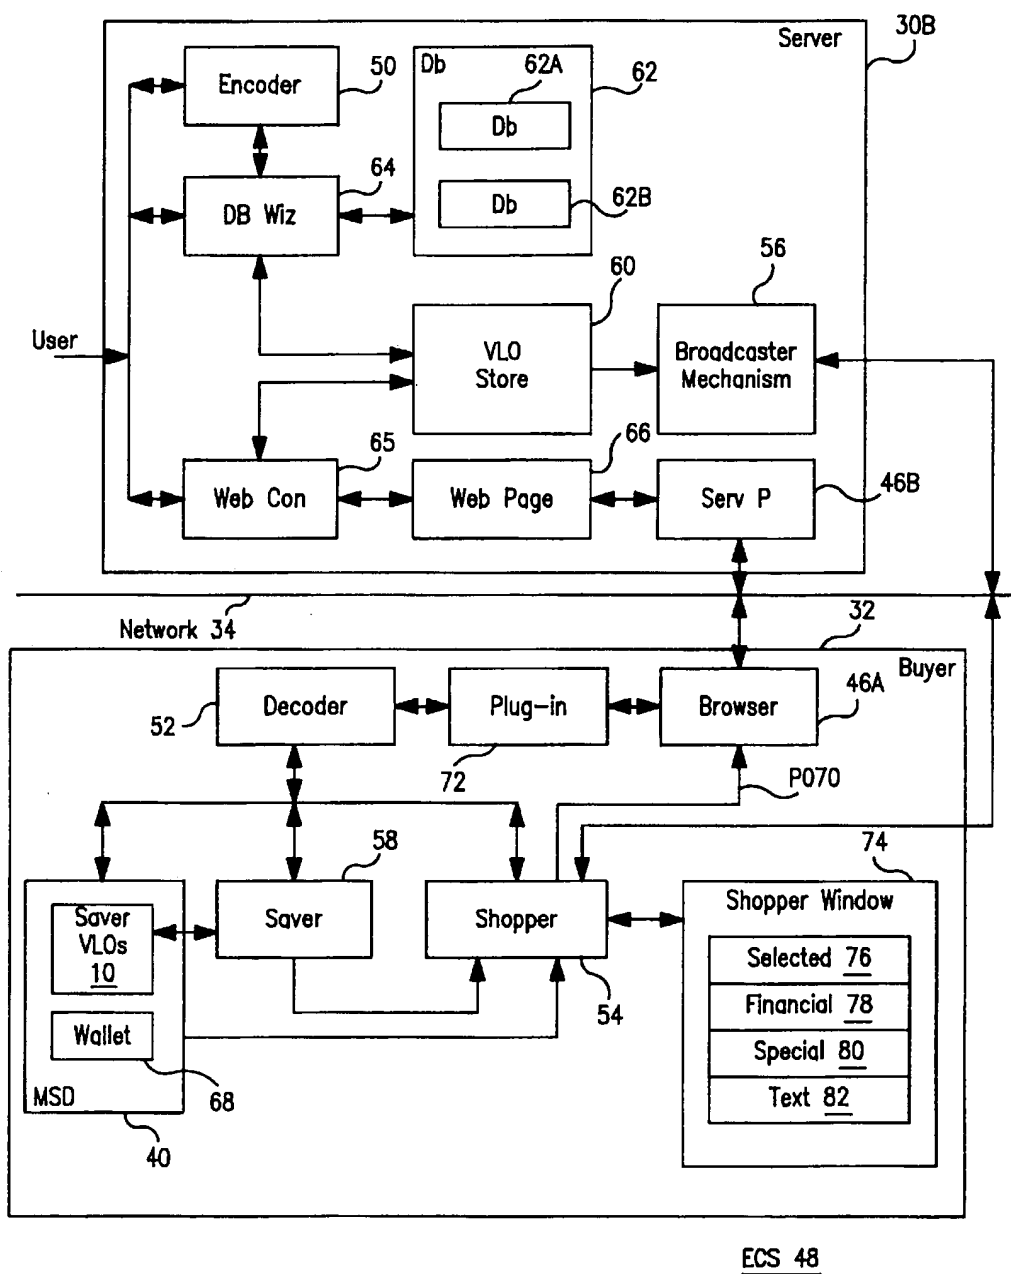 Server
30B
Encoder
50
Db
62A
62
Db
64
DB Wiz
Db
62B
60
56
User
VLO
Store
Broadcaster
Mechanism
65
66
Web Con
Web Page
Serv P
46B
Network 34
32
Buyer
Decoder
52
Plug-in
72
Browser
46A
P070
58
74
Saver
VLOs
10
Saver
Shopper
54
Shopper Window
Selected 76
Financial 78
Special 80
Text 82
Wallet
68
MSD
40
ECS 48